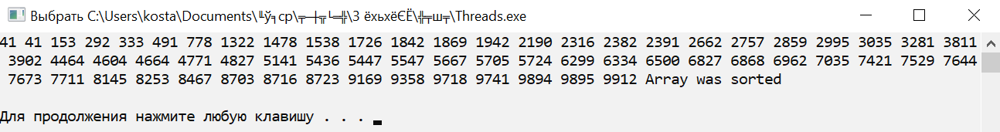 Выбрать C:\Users\kosta\Documents\╙ў╕ср\╤┼╥└═╬\3 ёхьхёЄЁ\╬╤ш╤\Threads.exe
41 41 153 292 333 491 778 1322 1478 1538 1726 1842 1869 1942 2190 2316 2382 2391 2662 2757 2859 2995 3035 3281 3811
3902 4464 4604 4664 4771 4827 5141 5436 5447 5547 5667 5705 5724 6299 6334 6500 6827 6868 6962 7035 7421 7529 7644
7673 7711 8145 8253 8467 8703 8716 8723 9169 9358 9718 9741 9894 9895 9912 Array was sorted
Для продолжения нажмите любую клавишу . . .